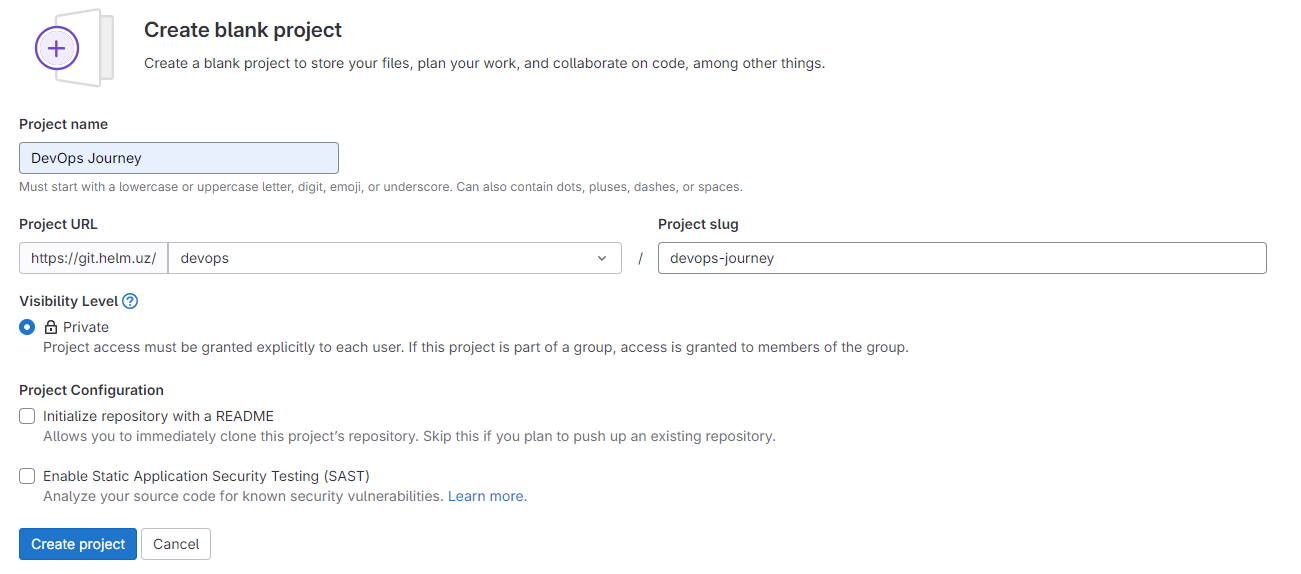 Create blank project
Create a blank project to store your files, plan your work, and collaborate on code, among other things.
Project name
DevOps Journey
Must start with a lowercase or uppercase letter, digit, emoji, or underscore. Can also contain dots, pluses, dashes, or spaces.
Project URL
Project slug
https://git.helm.uz/ devops / devops-journey
Visibility Level ?
Private
Project access must be granted explicitly to each user. If this project is part of a group, access is granted to members of the group.
Project Configuration
Initialize repository with a README
Allows you to immediately clone this project’s repository. Skip this if you plan to push up an existing repository.
Enable Static Application Security Testing (SAST)
Analyze your source code for known security vulnerabilities. Learn more.
Create project
Cancel